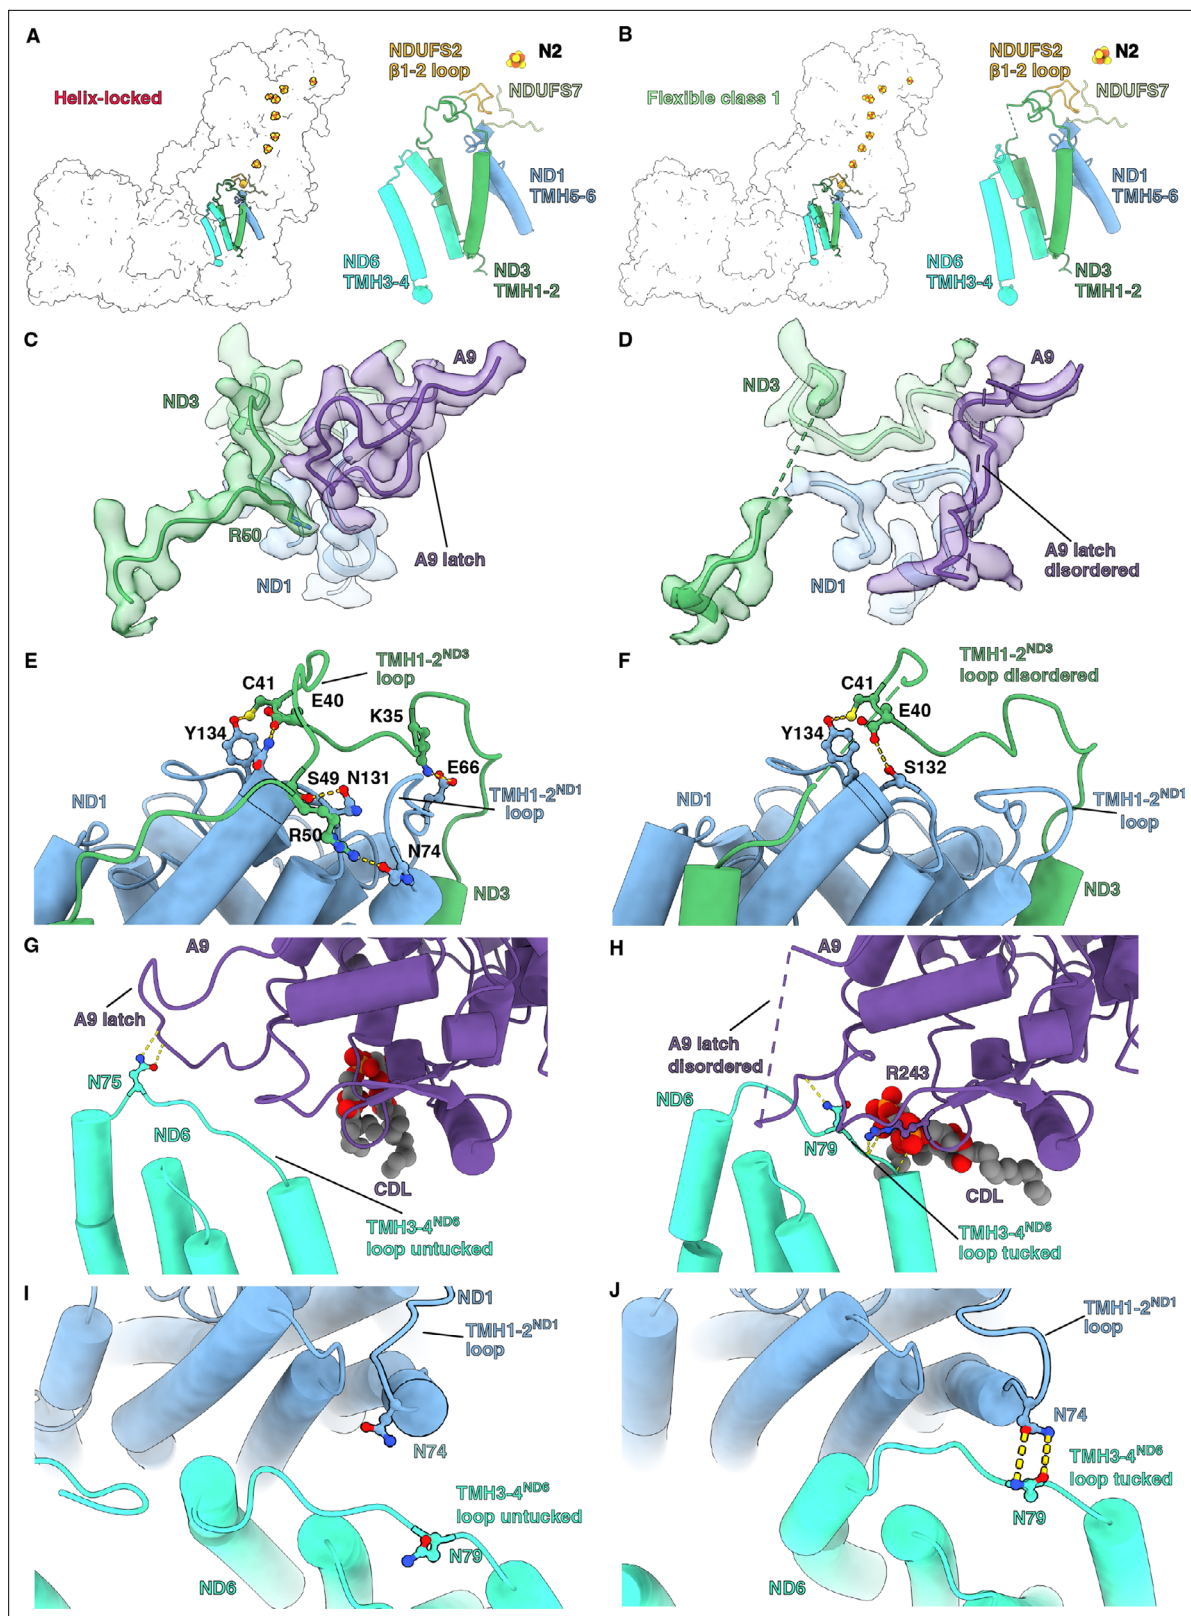 A
Helix-locked
NDUFS2
β1-2 loop
N2
NDUFS7
ND1
TMH5-6
ND6
TMH3-4
ND3
TMH1-2
B
Flexible class 1
NDUFS2
β1-2 loop
N2
NDUFS7
ND1
TMH5-6
ND6
TMH3-4
ND3
TMH1-2
C
ND3
A9
R50
A9 latch
ND1
D
ND3
A9
A9 latch
disordered
ND1
E
TMH1-2ND3
loop
C41
E40
K35
Y134
S49
N131
E66
ND1
TMH1-2ND1
loop
R50
N74
ND3
F
TMH1-2ND3
loop disordered
C41
E40
Y134
S132
ND1
TMH1-2ND1
loop
ND3
G
A9
A9 latch
N75
ND6
CDL
TMH3-4ND6
loop untucked
H
A9
A9 latch
disordered
R243
ND6
N79
CDL
TMH3-4ND6
loop tucked
I
ND1
TMH1-2ND1
loop
N74
TMH3-4ND6
loop untucked
N79
ND6
J
TMH1-2ND1
loop
N74
TMH3-4ND6
loop tucked
N79
ND6